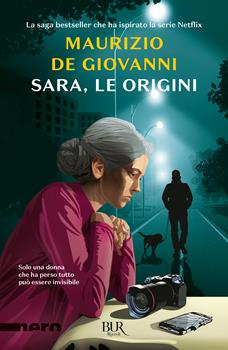 La saga bestseller che ha ispirato la serie Netflix
MAURIZIO
DE GIOVANNI
SARA, LE ORIGINI
Solo una donna
che ha perso tutto
può essere invisibile
nero
BUR
Rizzoli